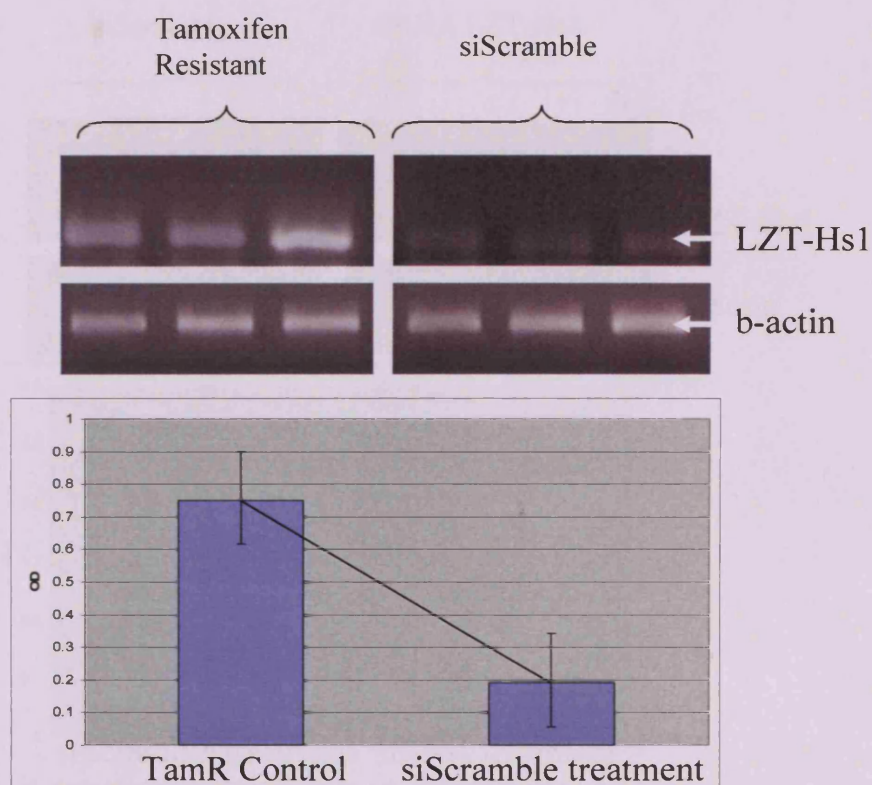 Tamoxifen
Resistant
siScramble
LZT-Hs1
b-actin
1
0.9
0.8
0.7
0.6
0.5
0.4
0.3
0.2
0.1
0
OD
TamR Control
siScramble treatment